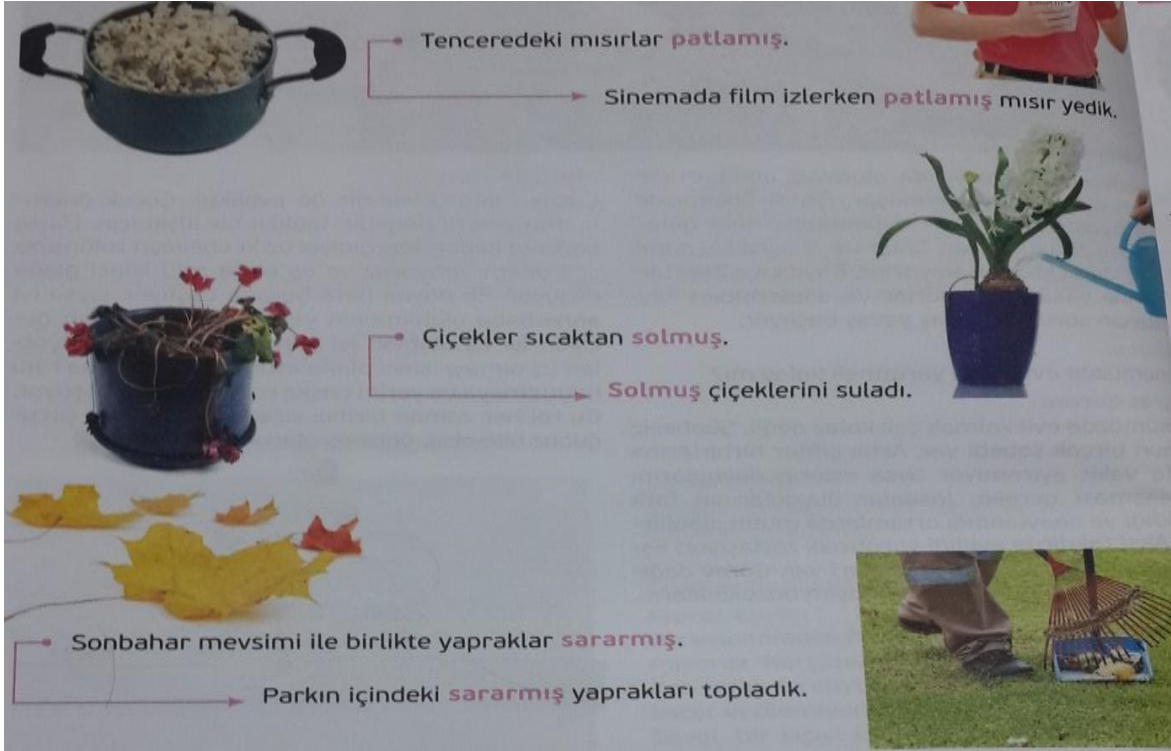 Tenceredeki mısırlar patlamış.
Sinemada film izlerken patlamış mısır yedik.
Çiçekler sıcaktan solmuş.
Solmuş çiçeklerini suladı.
Sonbahar mevsimi ile birlikte yapraklar sararmış.
Parkın içindeki sararmış yaprakları topladık.